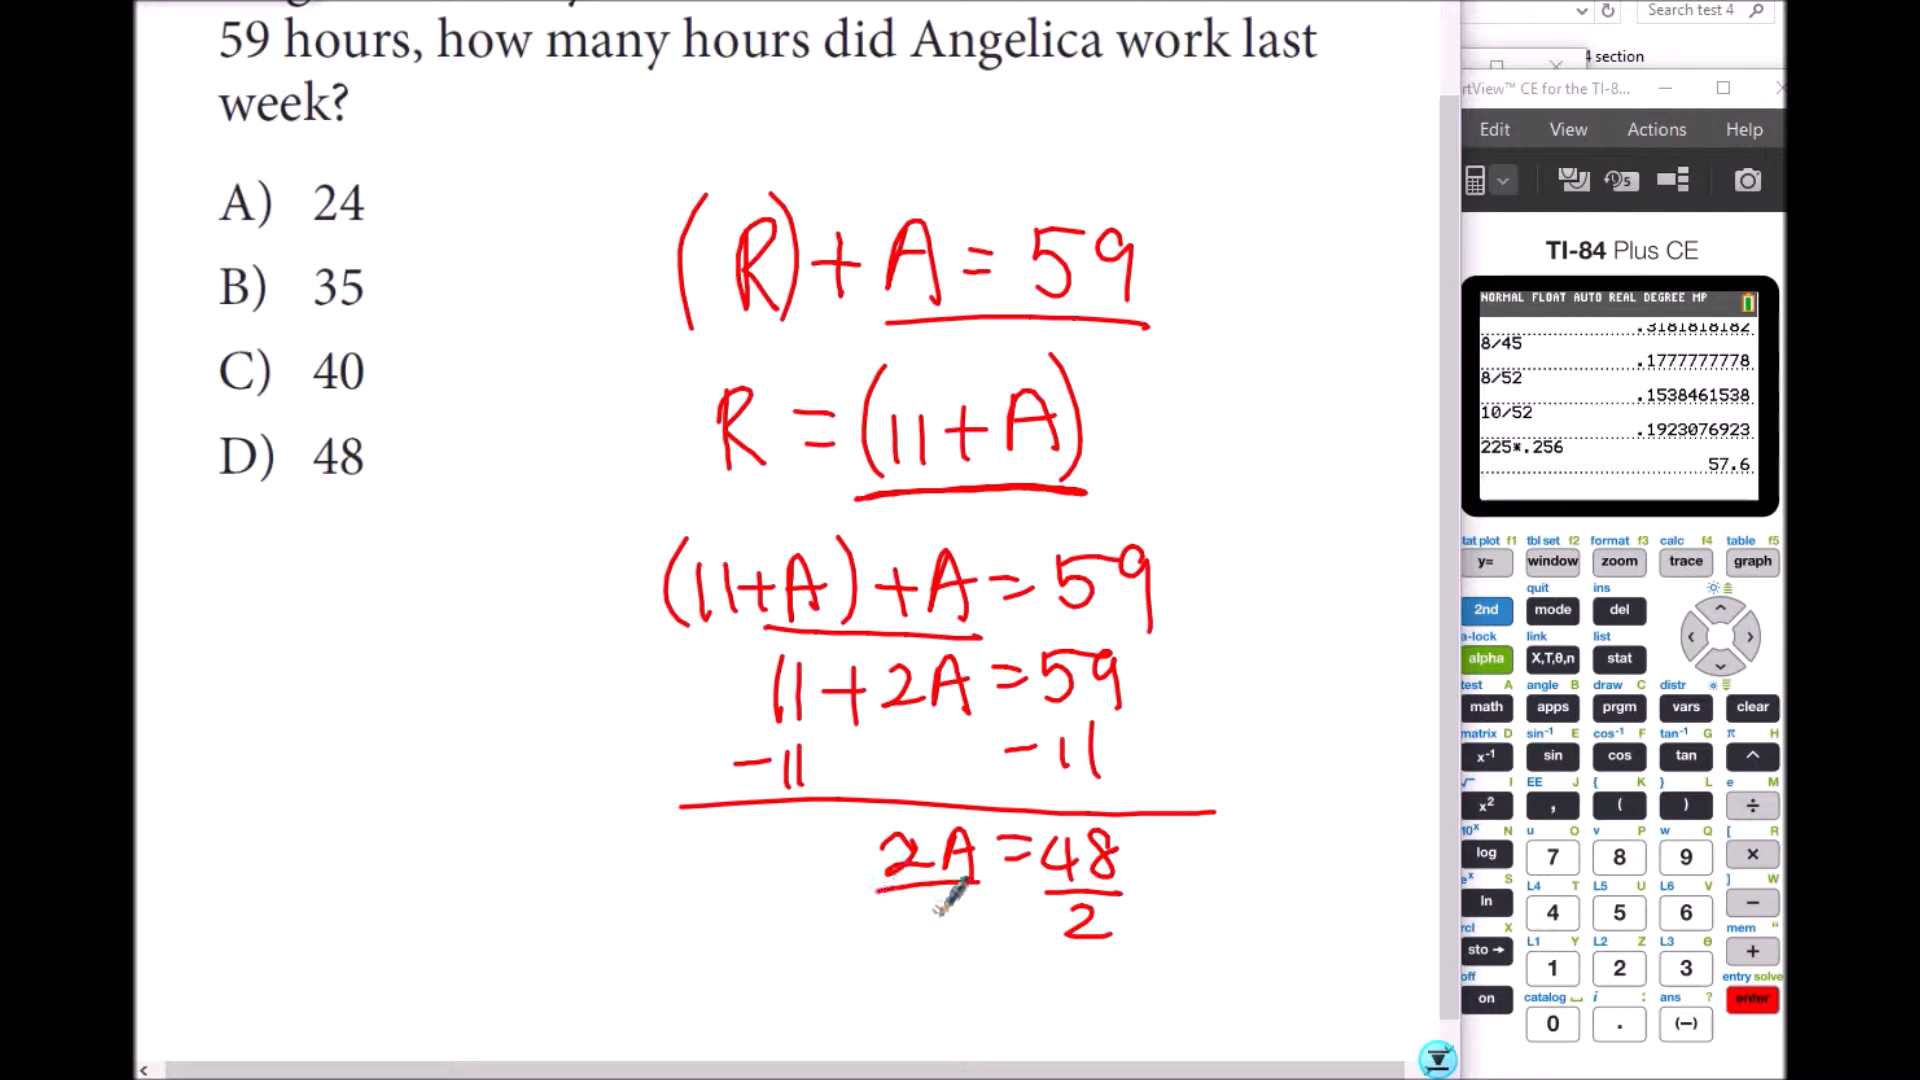 59 hours, how many hours did Angelica work last
week?
A) 24
B) 35
C) 40
D) 48
(R)+A=59
R=(11+A)
(11+A)+A=59
11+2A=59
-11 -11
2A=48
2
Search test 4
section
rtView™ CE for the TI-8...
Edit View Actions Help
TI-84 Plus CE
NORMAL FLOAT AUTO REAL DEGREE MP
.3181818182
8/45
.1777777778
8/52
.1538461538
10/52
.1923076923
225*.256
57.6
tat plot f1 tbl set f2 format f3 calc f4 table f5
y= window zoom trace graph
quit ins
2nd mode del
a-lock link list
alpha X,T,θ,n stat
test A angle B draw C distr
math apps prgm vars clear
matrix D sin⁻¹ E cos⁻¹ F tan⁻¹ G π H
x⁻¹ sin cos tan ^
√ I EE J { K } L e M
x² , ( ) ÷
10ˣ N u O v P w Q [ R
log 7 8 9 ×
eˣ S L4 T L5 U L6 V ] W
ln 4 5 6 −
rcl X L1 Y L2 Z L3 θ mem "
sto→ 1 2 3 +
off catalog i : ans ? entry solve
on 0 . (−) enter